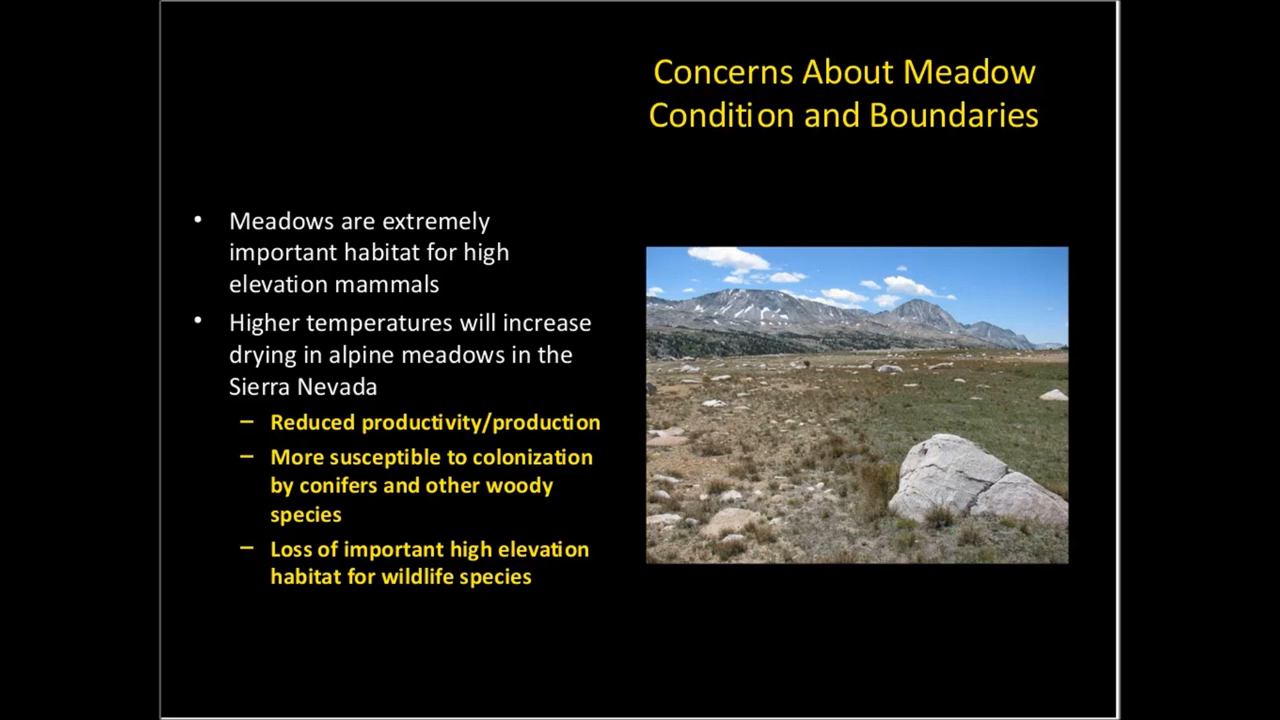 Concerns About Meadow
Condition and Boundaries
• Meadows are extremely
important habitat for high
elevation mammals
• Higher temperatures will increase
drying in alpine meadows in the
Sierra Nevada
– Reduced productivity/production
– More susceptible to colonization
by conifers and other woody
species
– Loss of important high elevation
habitat for wildlife species